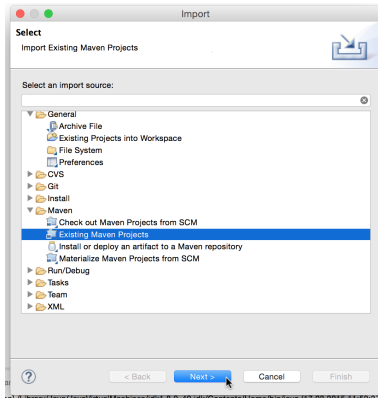 Import
Select
Import Existing Maven Projects
Select an import source:
General
Archive File
Existing Projects into Workspace
File System
Preferences
CVS
Git
Install
Maven
Check out Maven Projects from SCM
Existing Maven Projects
Install or deploy an artifact to a Maven repository
Materialize Maven Projects from SCM
Run/Debug
Tasks
Team
XML
? < Back Next > Cancel Finish